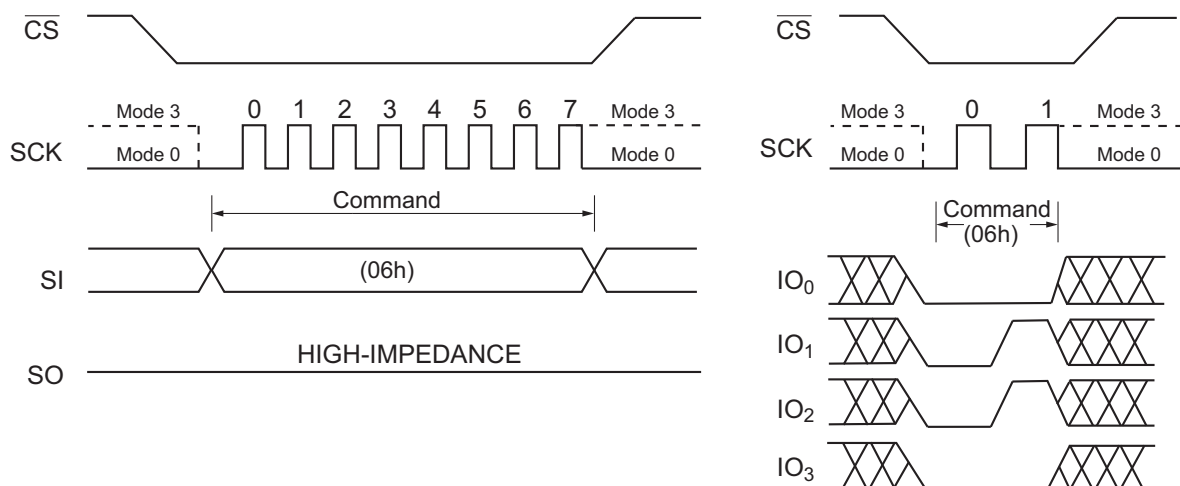 CS
Mode 3
0 1 2 3 4 5 6 7
Mode 3
SCK
Mode 0
Mode 0
Command
SI
(06h)
SO
HIGH-IMPEDANCE
CS
Mode 3
0 1
Mode 3
SCK
Mode 0
Mode 0
Command
(06h)
IO0
IO1
IO2
IO3